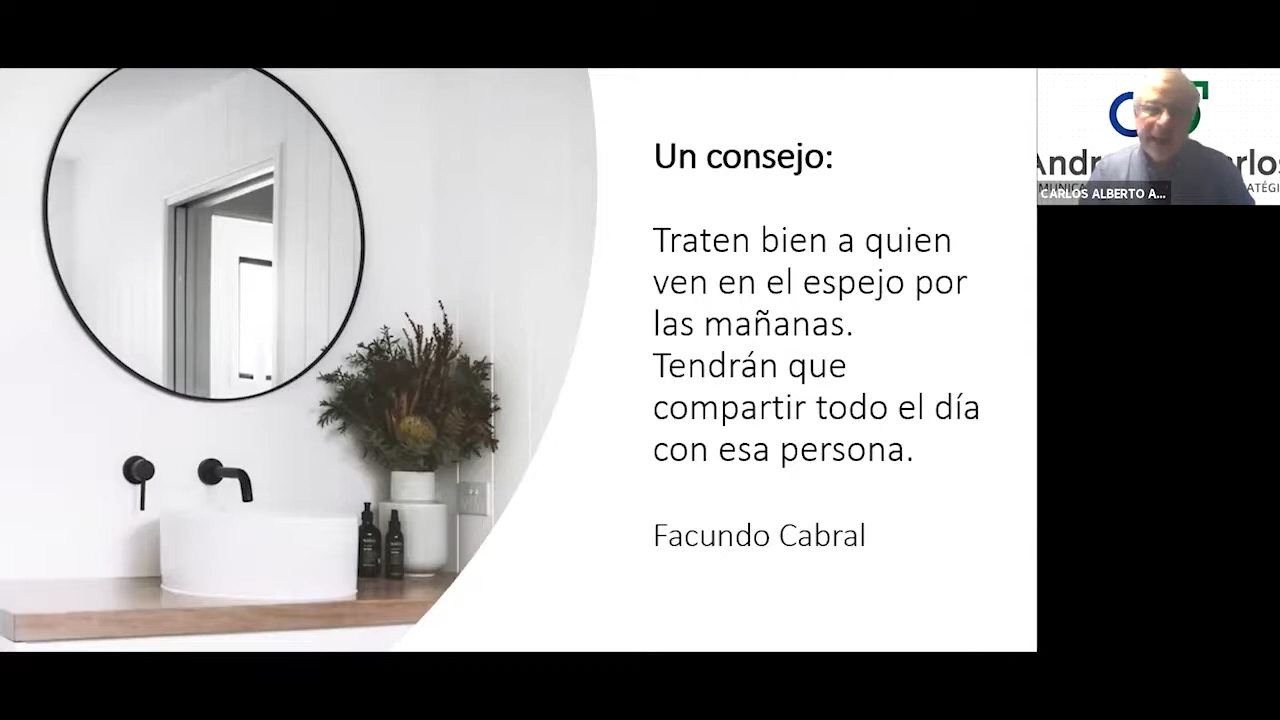 Un consejo:
Traten bien a quien
ven en el espejo por
las mañanas.
Tendrán que
compartir todo el día
con esa persona.
Facundo Cabral
CARLOS ALBERTO A...